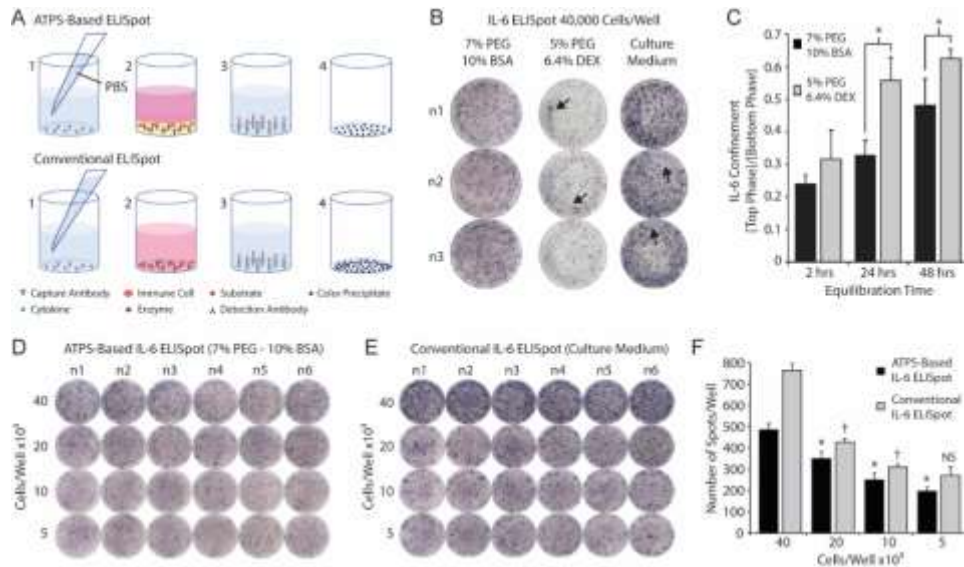 A
ATPS-Based ELISpot
1
2
3
4
PBS
Conventional ELISpot
1
2
3
4
Capture Antibody
Immune Cell
Substrate
Color Precipitate
Cytokine
Enzyme
Detection Antibody
B
IL-6 ELISpot 40,000 Cells/Well
7% PEG
10% BSA
5% PEG
6.4% DEX
Culture
Medium
n1
n2
n3
C
IL-6 Confinement
[Top Phase]/[Bottom Phase]
0.7
0.6
0.5
0.4
0.3
0.2
0.1
0
7% PEG
10% BSA
5% PEG
6.4% DEX
*
*
2 hrs
24 hrs
48 hrs
Equilibration Time
D
ATPS-Based IL-6 ELISpot (7% PEG - 10% BSA)
n1 n2 n3 n4 n5 n6
Cells/Well x10³
40
20
10
5
E
Conventional IL-6 ELISpot (Culture Medium)
n1 n2 n3 n4 n5 n6
Cells/Well x10³
40
20
10
5
F
Number of Spots/Well
800
700
600
500
400
300
200
100
0
ATPS-Based
IL-6 ELISpot
Conventional
IL-6 ELISpot
* † * † * NS
40 20 10 5
Cells/Well x10³